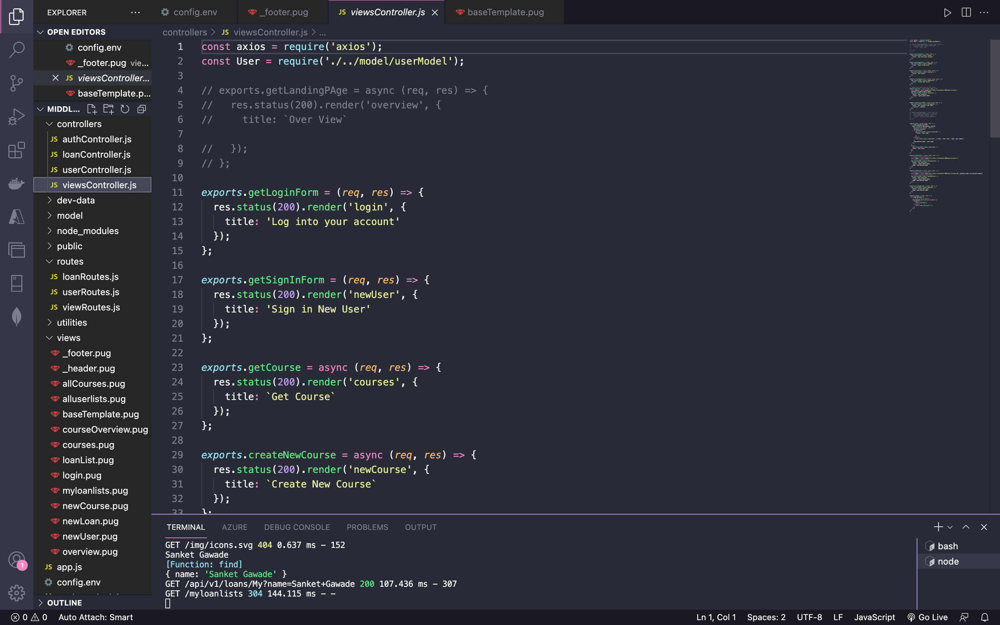 EXPLORER
config.env
_footer.pug
viewsController.js
baseTemplate.pug
OPEN EDITORS
config.env
_footer.pug vie...
viewsController...
baseTemplate.p...
MIDDL...
controllers
authController.js
loanController.js
userController.js
viewsController.js
dev-data
model
node_modules
public
routes
loanRoutes.js
userRoutes.js
viewRoutes.js
utilities
views
_footer.pug
_header.pug
allCourses.pug
alluserlists.pug
baseTemplate.pug
courseOverview.pug
courses.pug
loanList.pug
login.pug
myloanlists.pug
newCourse.pug
newLoan.pug
newUser.pug
overview.pug
app.js
config.env
OUTLINE
controllers > JS viewsController.js > ...
1 const axios = require('axios');
2 const User = require('./../model/userModel');
3
4 // exports.getLandingPAge = async (req, res) => {
5 //   res.status(200).render('overview', {
6 //     title: `Over View`
7
8 //   });
9 // };
10
11 exports.getLoginForm = (req, res) => {
12   res.status(200).render('login', {
13     title: 'Log into your account'
14   });
15 };
16
17 exports.getSignInForm = (req, res) => {
18   res.status(200).render('newUser', {
19     title: 'Sign in New User'
20   });
21 };
22
23 exports.getCourse = async (req, res) => {
24   res.status(200).render('courses', {
25     title: `Get Course`
26   });
27 };
28
29 exports.createNewCourse = async (req, res) => {
30   res.status(200).render('newCourse', {
31     title: `Create New Course`
32   });
33 };
TERMINAL AZURE DEBUG CONSOLE PROBLEMS OUTPUT
GET /img/icons.svg 404 0.637 ms - 152
Sanket Gawade
[Function: find]
{ name: 'Sanket Gawade' }
GET /api/v1/loans/My?name=Sanket+Gawade 200 107.436 ms - 307
GET /myloanlists 304 144.115 ms - -
bash
node
1
0 0 Auto Attach: Smart
Ln 1, Col 1 Spaces: 2 UTF-8 LF JavaScript Go Live